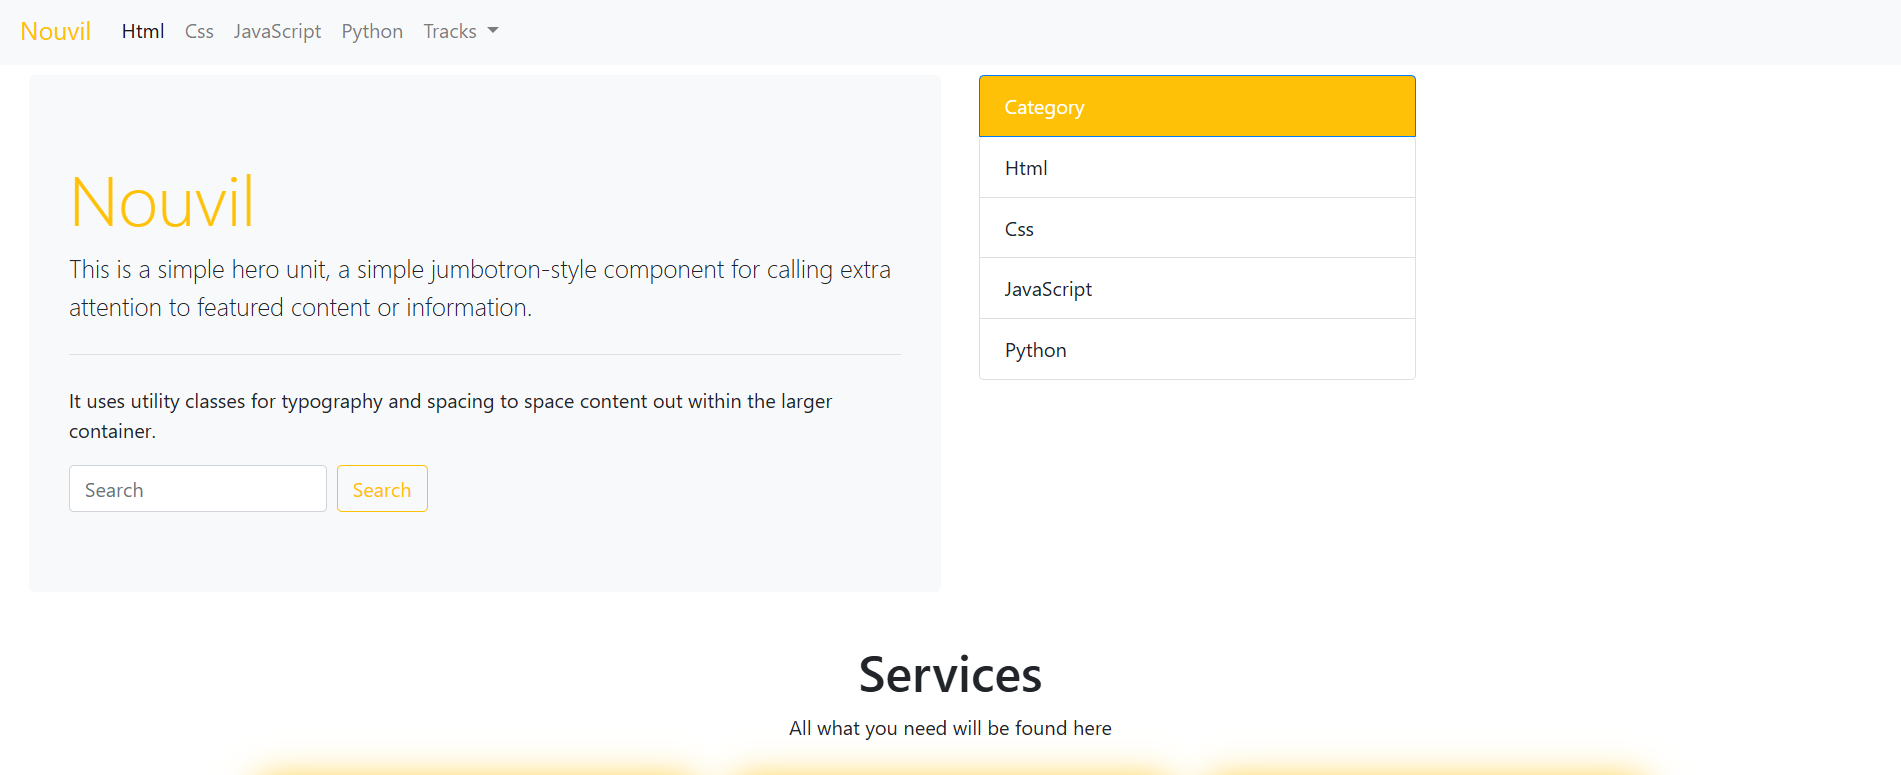 Nouvil Html Css JavaScript Python Tracks
Nouvil
This is a simple hero unit, a simple jumbotron-style component for calling extra
attention to featured content or information.
It uses utility classes for typography and spacing to space content out within the larger
container.
Search Search
Category
Html
Css
JavaScript
Python
Services
All what you need will be found here